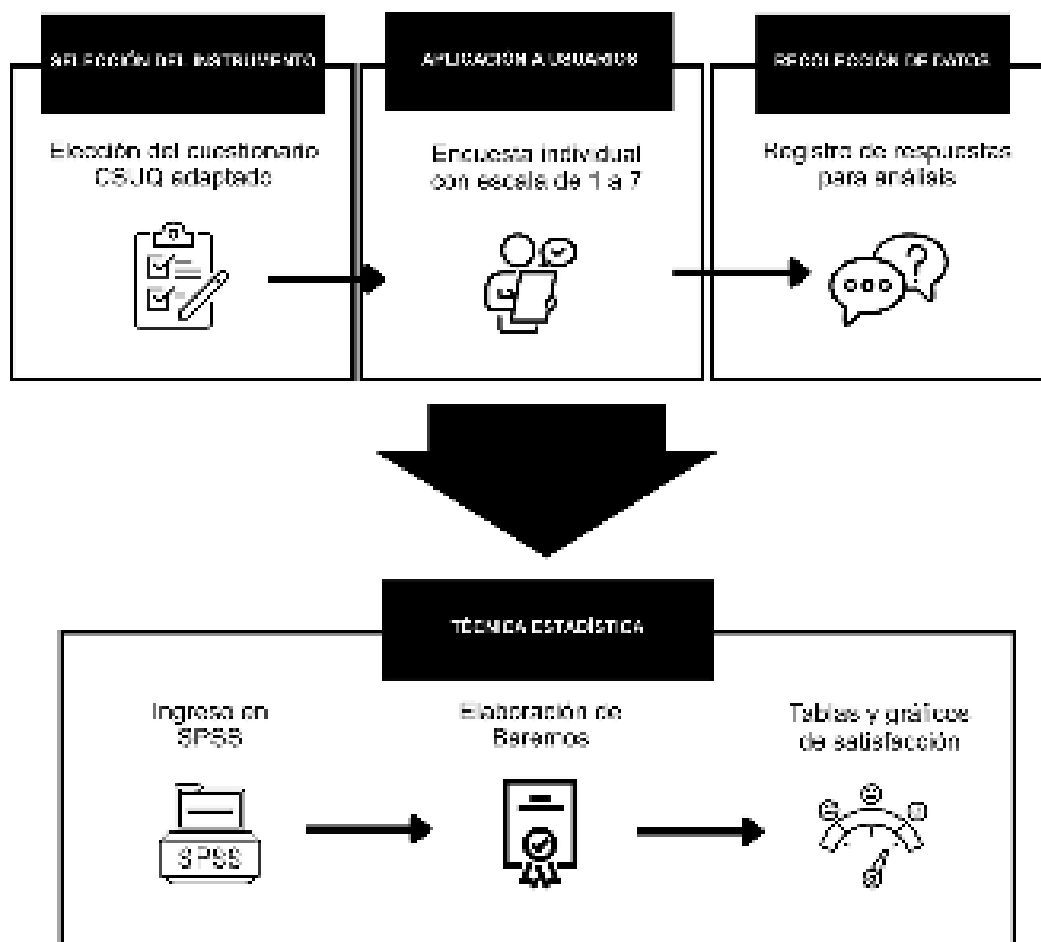 SELECCIÓN DEL INSTRUMENTO
APLICACIÓN A USUARIOS
RECOLECCIÓN DE DATOS
Elección del cuestionario
CSUQ adaptado
Encuesta individual
con escala de 1 a 7
Registro de respuestas
para análisis
?
TÉCNICA ESTADÍSTICA
Ingreso en
SPSS
Elaboración de
Baremos
Tablas y gráficos
de satisfacción
SPSS